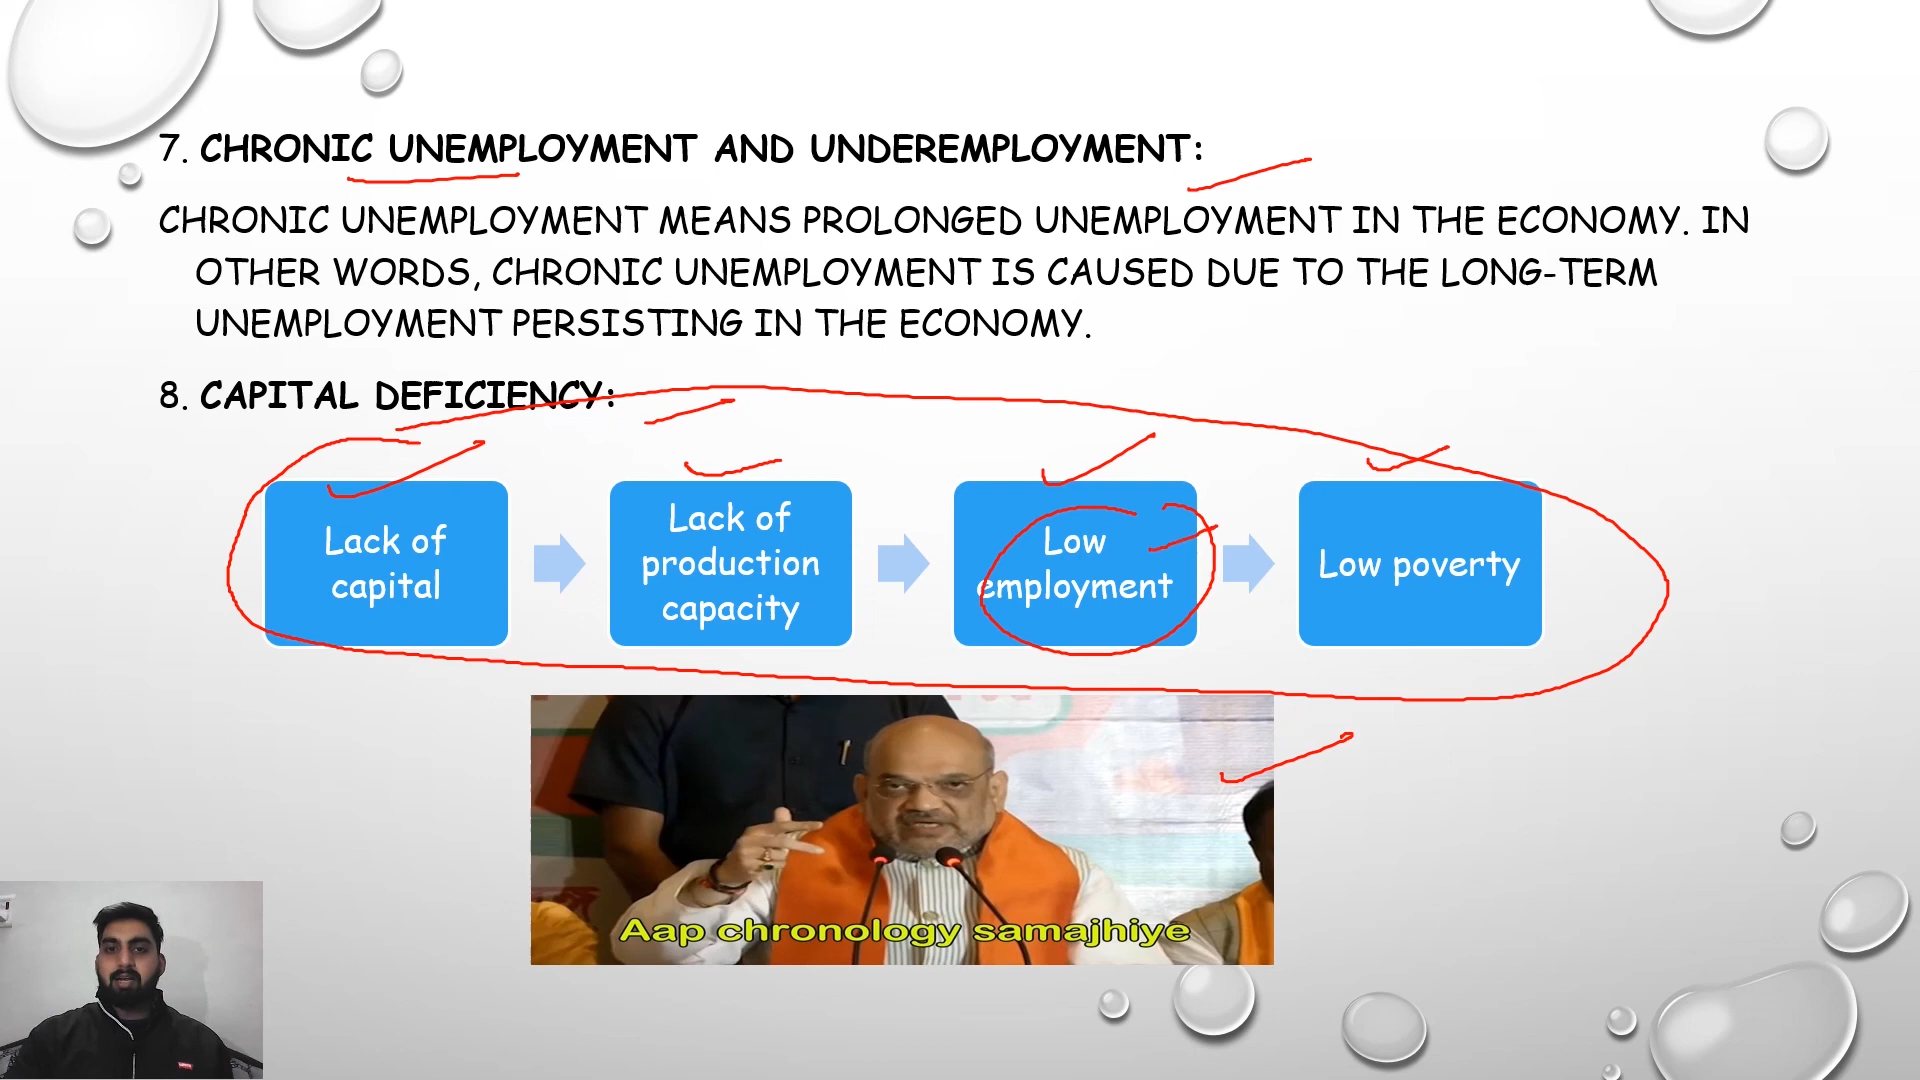 7. CHRONIC UNEMPLOYMENT AND UNDEREMPLOYMENT:
CHRONIC UNEMPLOYMENT MEANS PROLONGED UNEMPLOYMENT IN THE ECONOMY. IN
OTHER WORDS, CHRONIC UNEMPLOYMENT IS CAUSED DUE TO THE LONG-TERM
UNEMPLOYMENT PERSISTING IN THE ECONOMY.
8. CAPITAL DEFICIENCY:
Lack of
capital
Lack of
production
capacity
Low
employment
Low poverty
Aap chronology samajhiye